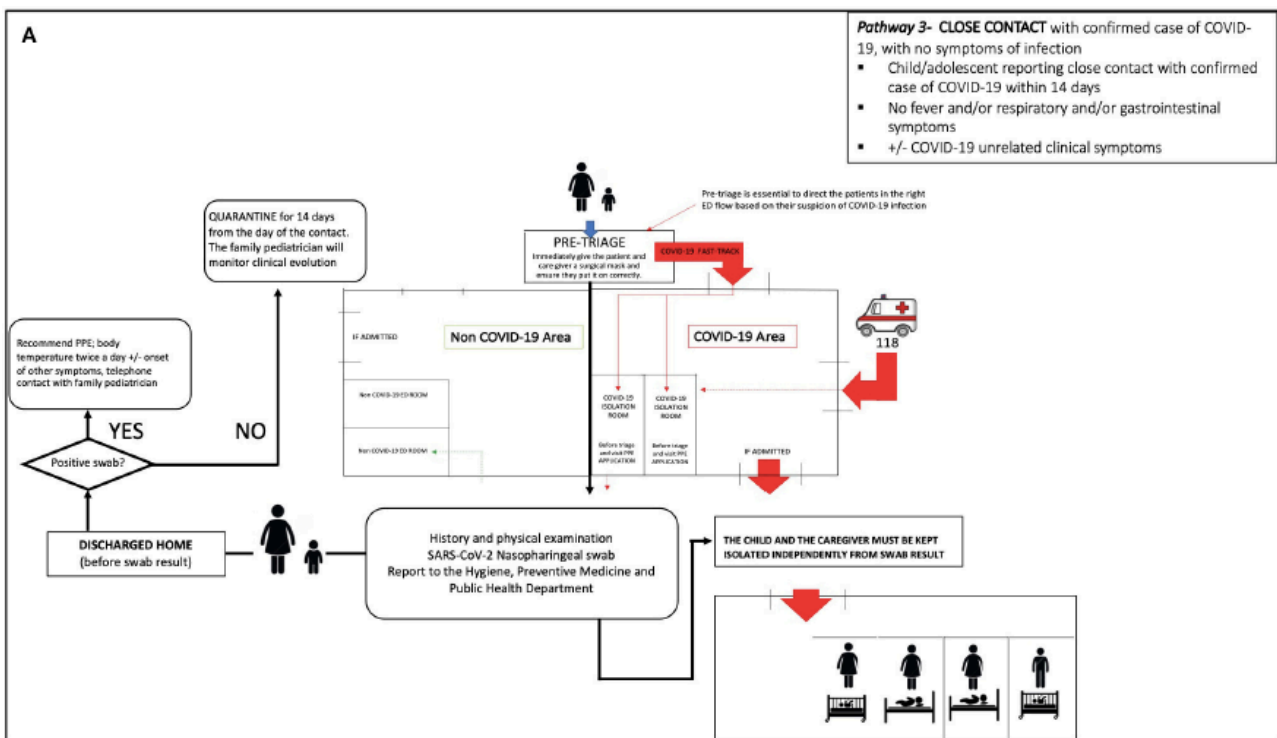 A
Pathway 3- CLOSE CONTACT with confirmed case of COVID-
19, with no symptoms of infection
▪ Child/adolescent reporting close contact with confirmed
case of COVID-19 within 14 days
▪ No fever and/or respiratory and/or gastrointestinal
symptoms
▪ +/- COVID-19 unrelated clinical symptoms
Pre-triage is essential to direct the patients in the right
ED flow based on their suspicion of COVID-19 infection
QUARANTINE for 14 days
from the day of the contact.
The family pediatrician will
monitor clinical evolution
PRE-TRIAGE
Immediately give the patient and
care giver a surgical mask and
ensure they put it on correctly.
COVID-19 FAST-TRACK
IF ADMITTED
Non COVID-19 Area
COVID-19 Area
118
Recommend PPE; body
temperature twice a day +/- onset
of other symptoms, telephone
contact with family pediatrician
Non COVID-19 ED ROOM
Non COVID-19 ED ROOM
COVID-19
ISOLATION
ROOM
Before triage
and visit PPE
APPLICATION
COVID-19
ISOLATION
ROOM
Before triage
and visit PPE
APPLICATION
IF ADMITTED
YES
NO
Positive swab?
DISCHARGED HOME
(before swab result)
History and physical examination
SARS-CoV-2 Nasopharingeal swab
Report to the Hygiene, Preventive Medicine and
Public Health Department
THE CHILD AND THE CAREGIVER MUST BE KEPT
ISOLATED INDEPENDENTLY FROM SWAB RESULT